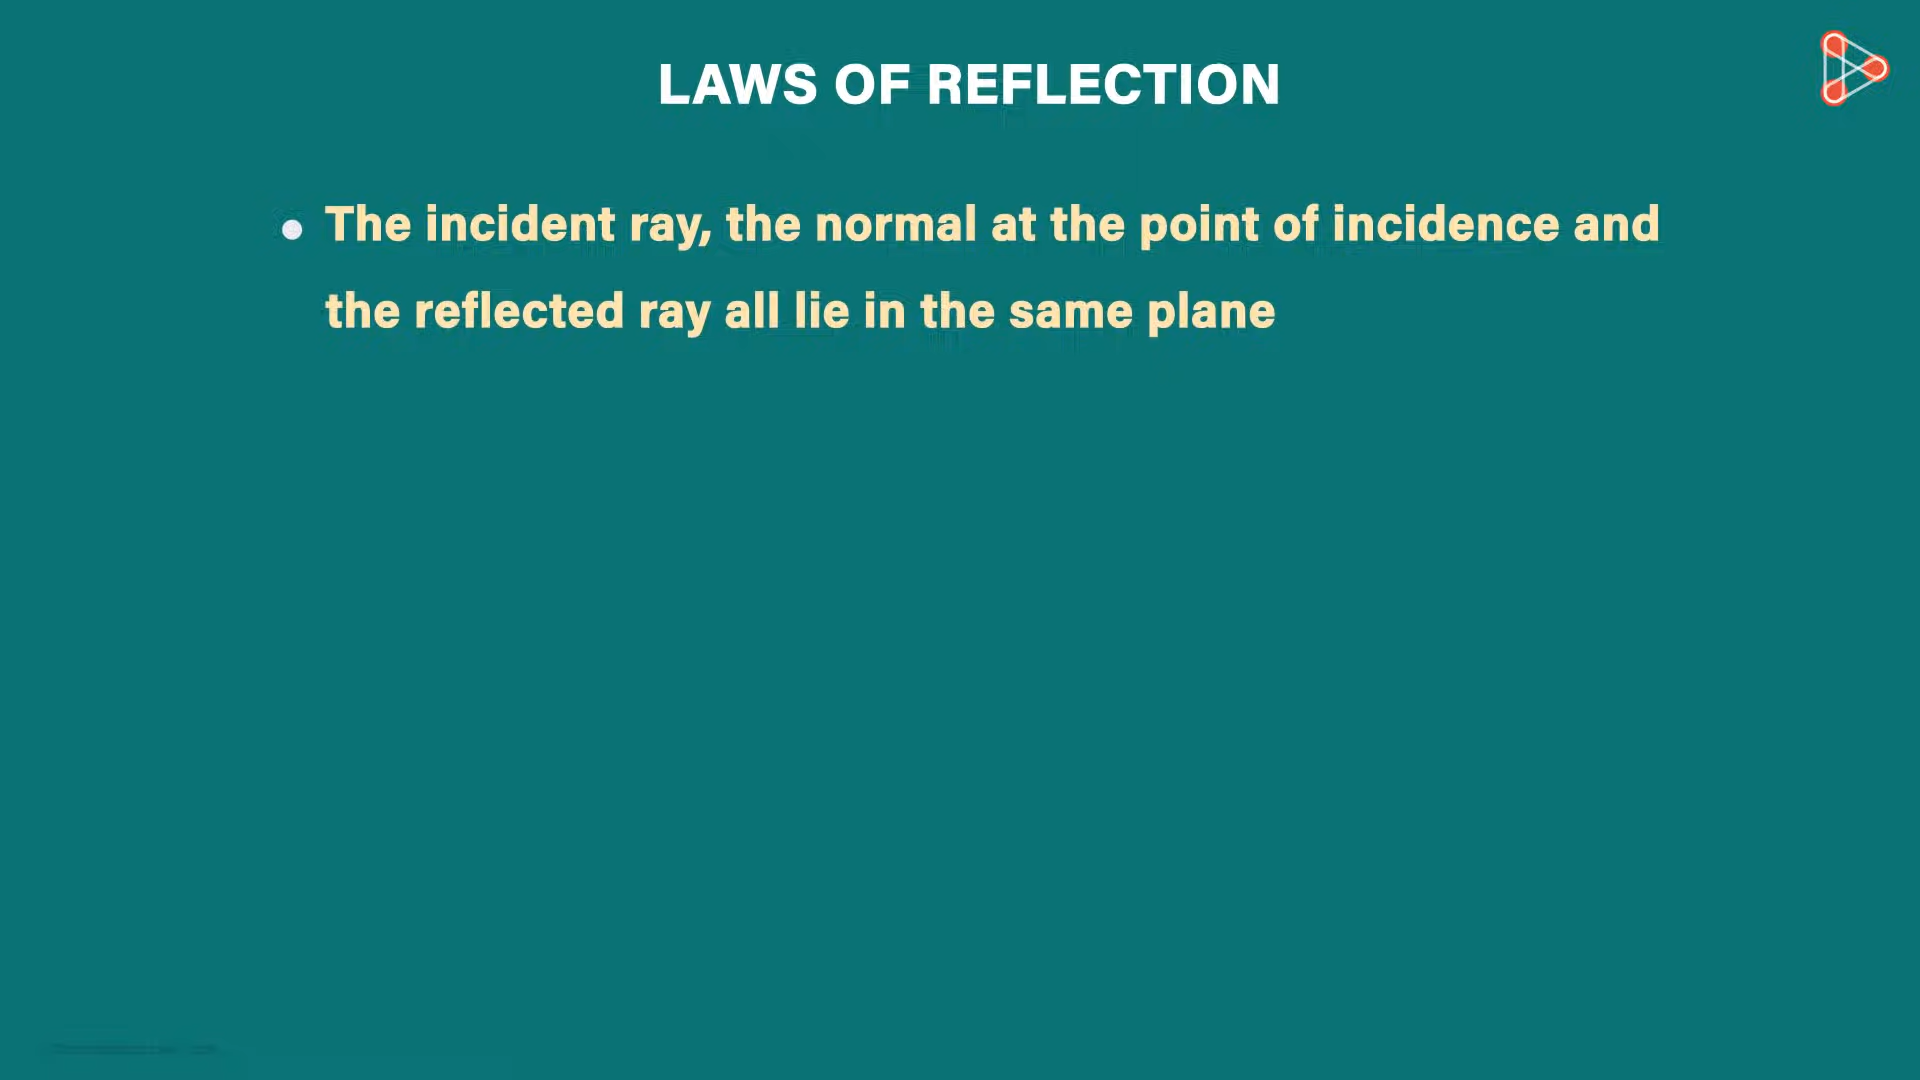 LAWS OF REFLECTION
• The incident ray, the normal at the point of incidence and
the reflected ray all lie in the same plane